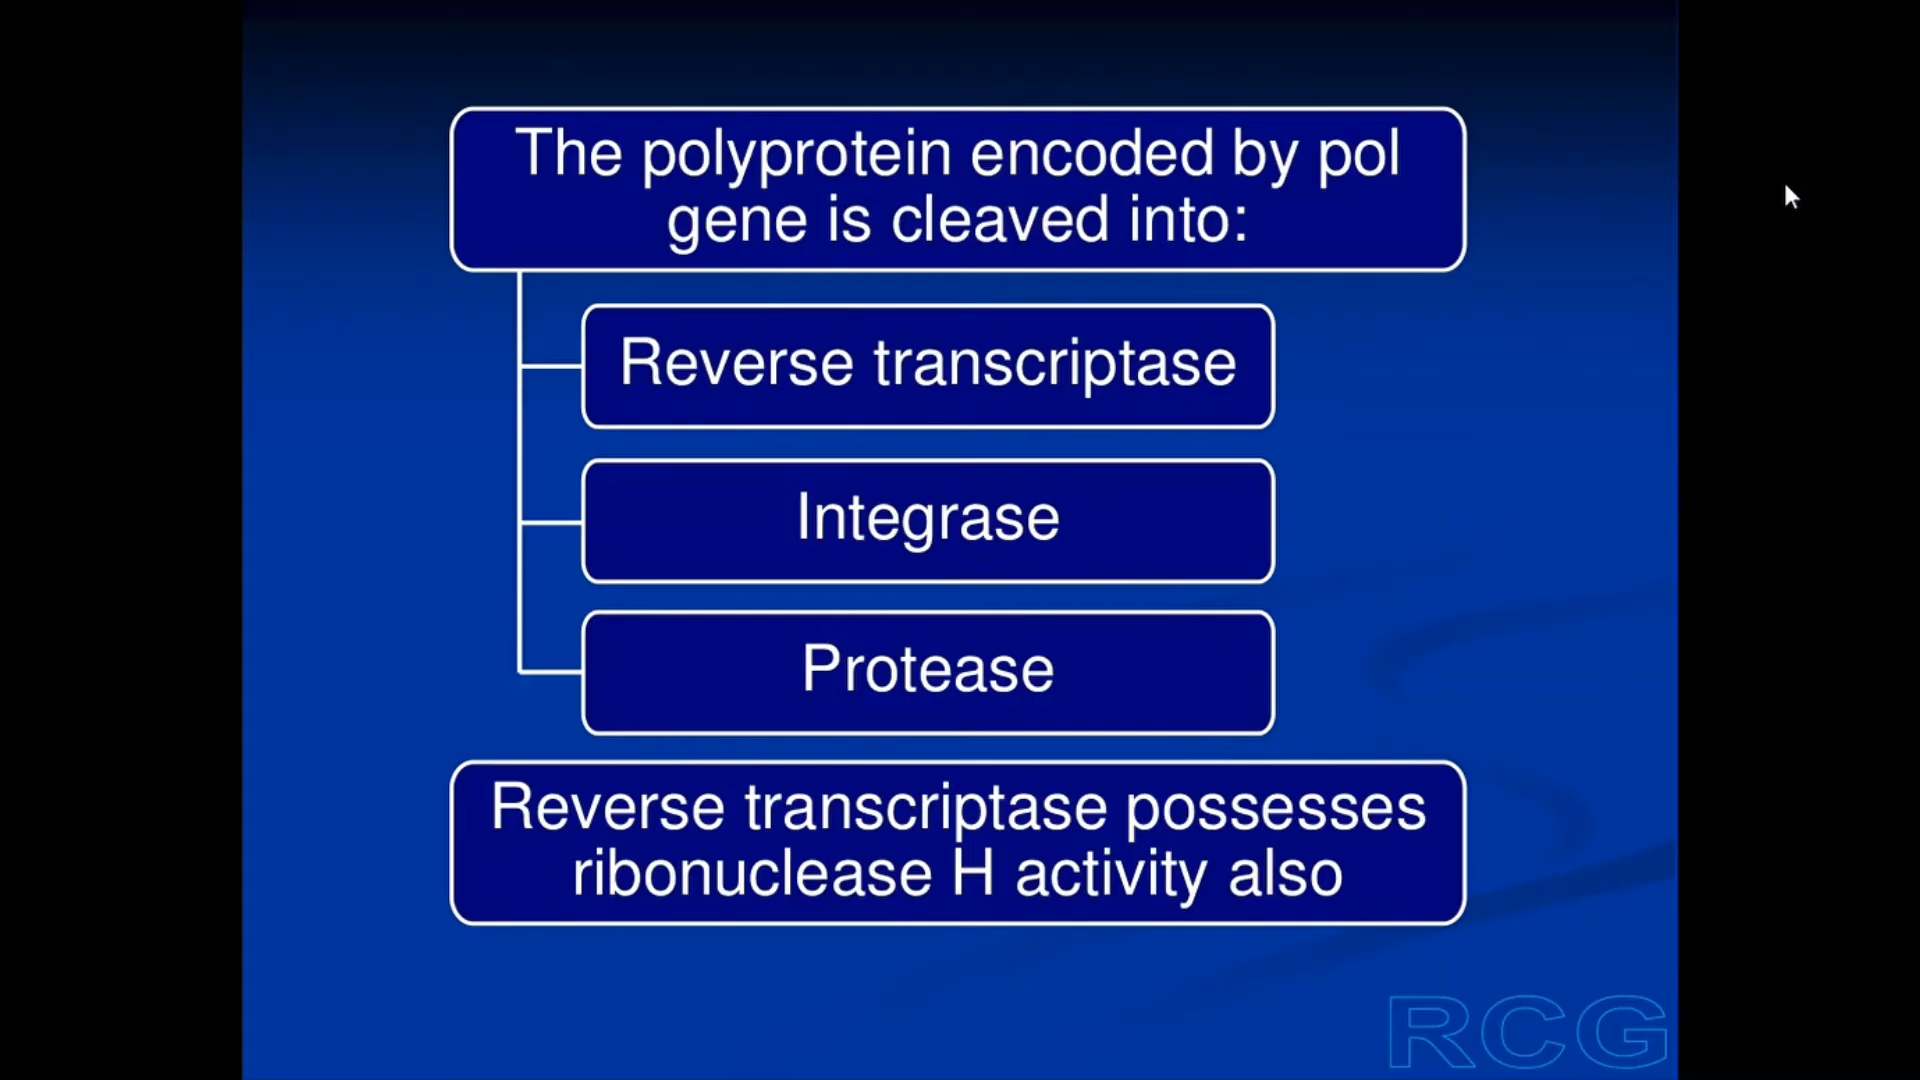 The polyprotein encoded by pol
gene is cleaved into:
Reverse transcriptase
Integrase
Protease
Reverse transcriptase possesses
ribonuclease H activity also
RCG